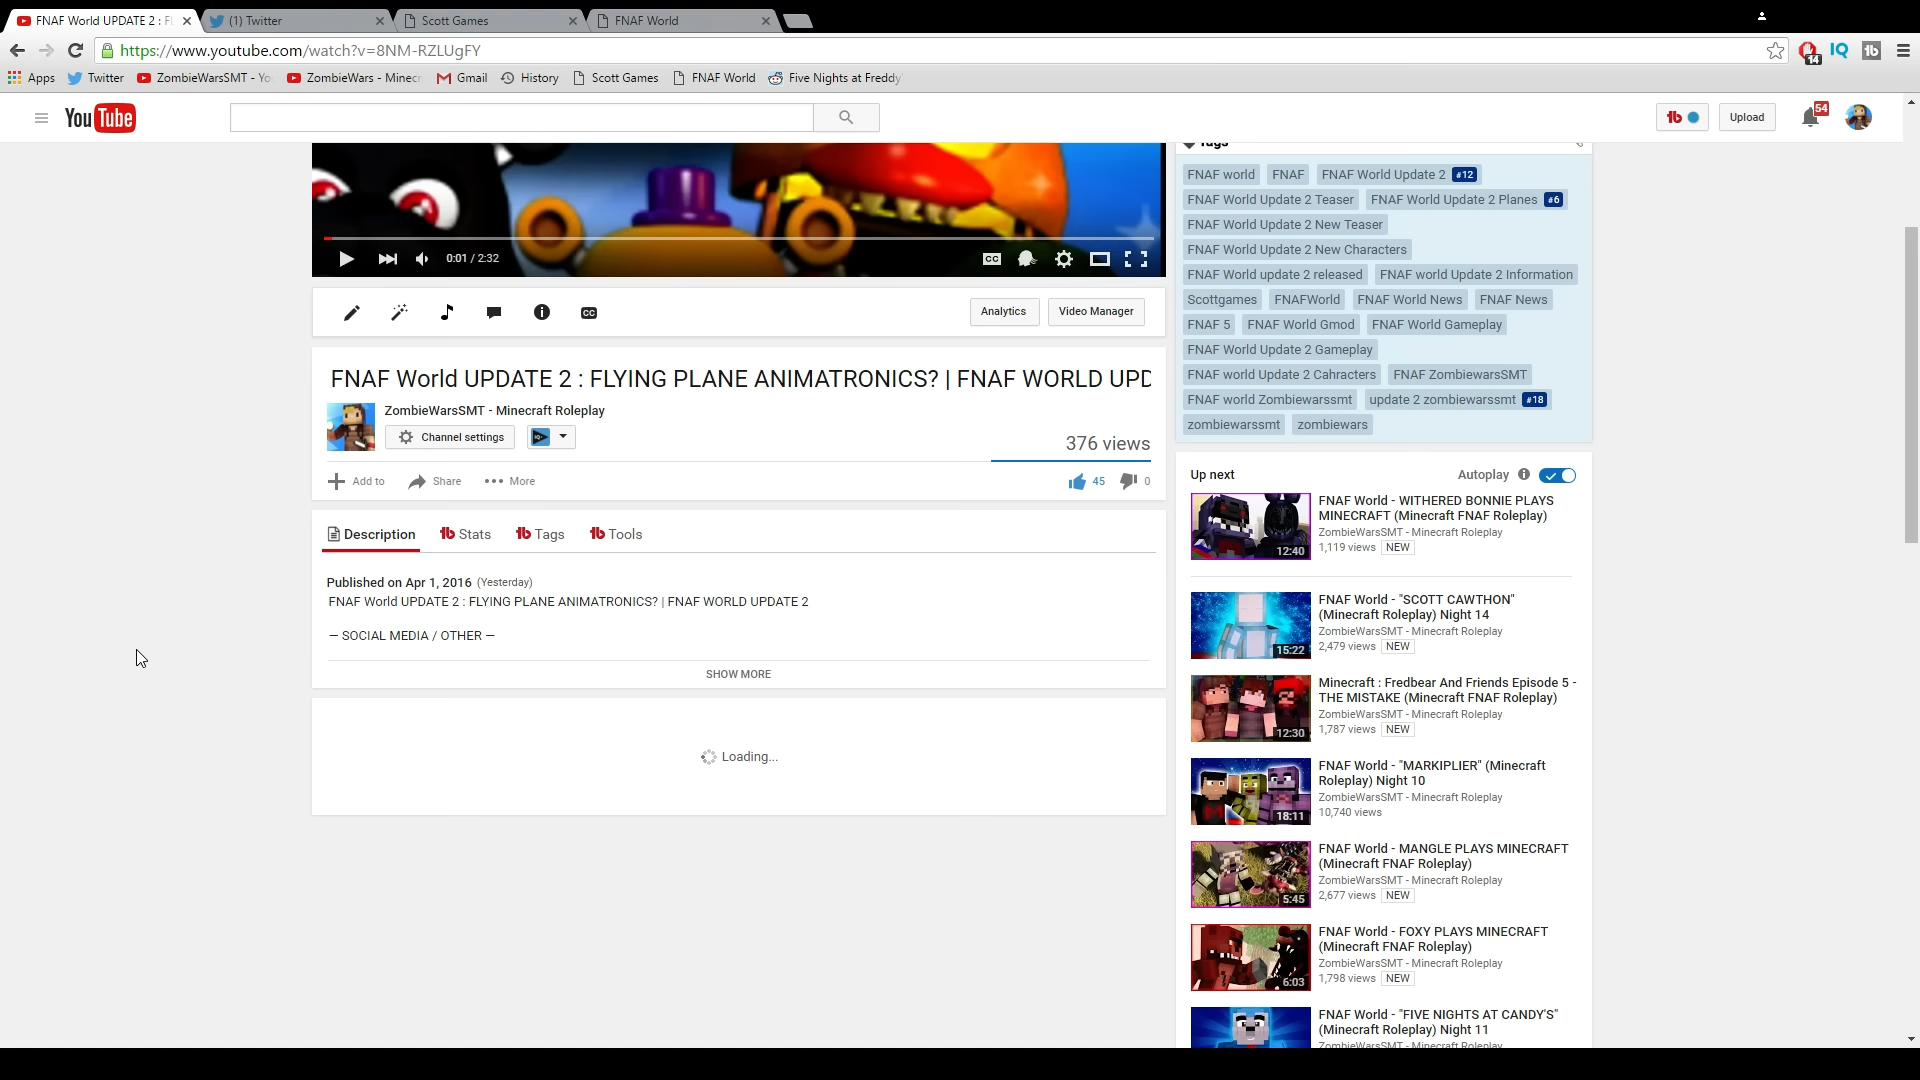 FNAF World UPDATE 2 : FL
(1) Twitter
Scott Games
FNAF World
https://www.youtube.com/watch?v=8NM-RZLUgFY
14
IQ
tb
Apps
Twitter
ZombieWarsSMT - Yo
ZombieWars - Minecr
Gmail
History
Scott Games
FNAF World
Five Nights at Freddy
YouTube
tb
Upload
54
0:01 / 2:32
CC
CC
Analytics
Video Manager
FNAF World UPDATE 2 : FLYING PLANE ANIMATRONICS? | FNAF WORLD UPD
ZombieWarsSMT - Minecraft Roleplay
Channel settings
376 views
Add to
Share
More
45
0
Description
tb Stats
tb Tags
tb Tools
Published on Apr 1, 2016 (Yesterday)
FNAF World UPDATE 2 : FLYING PLANE ANIMATRONICS? | FNAF WORLD UPDATE 2
— SOCIAL MEDIA / OTHER —
SHOW MORE
Loading...
Tags
FNAF world FNAF FNAF World Update 2 #12
FNAF World Update 2 Teaser FNAF World Update 2 Planes #6
FNAF World Update 2 New Teaser
FNAF World Update 2 New Characters
FNAF World update 2 released FNAF world Update 2 Information
Scottgames FNAFWorld FNAF World News FNAF News
FNAF 5 FNAF World Gmod FNAF World Gameplay
FNAF World Update 2 Gameplay
FNAF world Update 2 Cahracters FNAF ZombiewarsSMT
FNAF world Zombiewarssmt update 2 zombiewarssmt #18
zombiewarssmt zombiewars
Up next
Autoplay
FNAF World - WITHERED BONNIE PLAYS
MINECRAFT (Minecraft FNAF Roleplay)
ZombieWarsSMT - Minecraft Roleplay
1,119 views NEW
12:40
FNAF World - "SCOTT CAWTHON"
(Minecraft Roleplay) Night 14
ZombieWarsSMT - Minecraft Roleplay
2,479 views NEW
15:22
Minecraft : Fredbear And Friends Episode 5 -
THE MISTAKE (Minecraft FNAF Roleplay)
ZombieWarsSMT - Minecraft Roleplay
1,787 views NEW
12:30
FNAF World - "MARKIPLIER" (Minecraft
Roleplay) Night 10
ZombieWarsSMT - Minecraft Roleplay
10,740 views
18:11
FNAF World - MANGLE PLAYS MINECRAFT
(Minecraft FNAF Roleplay)
ZombieWarsSMT - Minecraft Roleplay
2,677 views NEW
5:45
FNAF World - FOXY PLAYS MINECRAFT
(Minecraft FNAF Roleplay)
ZombieWarsSMT - Minecraft Roleplay
1,798 views NEW
6:03
FNAF World - "FIVE NIGHTS AT CANDY'S"
(Minecraft Roleplay) Night 11
ZombieWarsSMT - Minecraft Roleplay